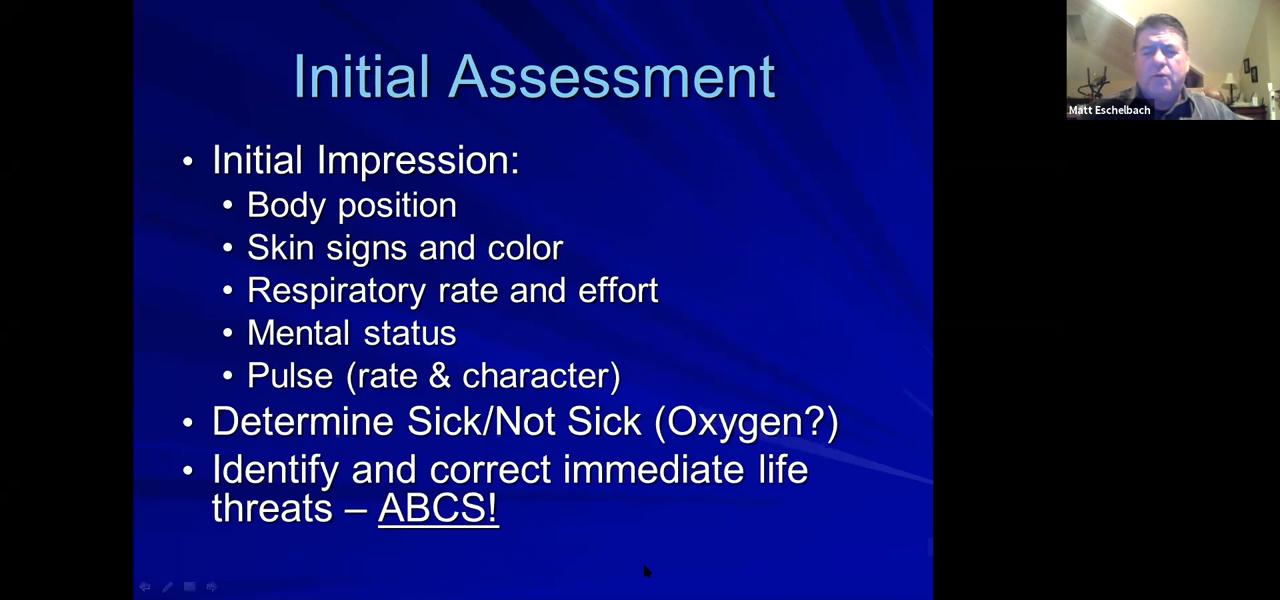 Initial Assessment
• Initial Impression:
• Body position
• Skin signs and color
• Respiratory rate and effort
• Mental status
• Pulse (rate & character)
• Determine Sick/Not Sick (Oxygen?)
• Identify and correct immediate life
threats – ABCS!
Matt Eschelbach